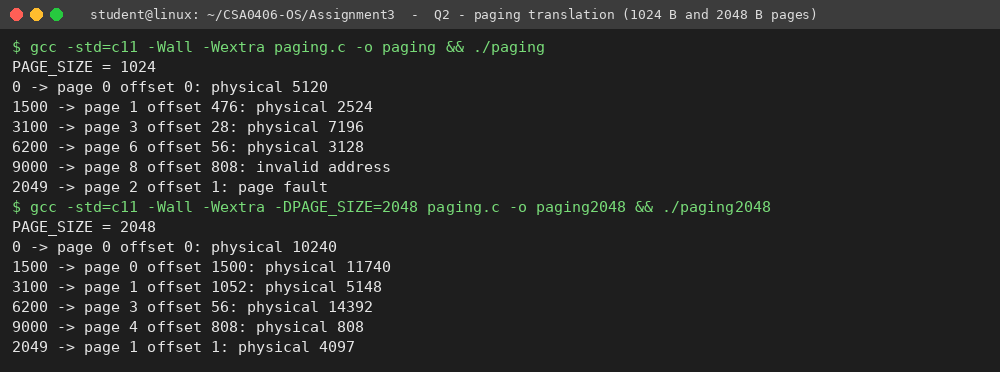 student@linux: ~/CSA0406-OS/Assignment3  -  Q2 - paging translation (1024 B and 2048 B pages)
$ gcc -std=c11 -Wall -Wextra paging.c -o paging && ./paging
PAGE_SIZE = 1024
0 -> page 0 offset 0: physical 5120
1500 -> page 1 offset 476: physical 2524
3100 -> page 3 offset 28: physical 7196
6200 -> page 6 offset 56: physical 3128
9000 -> page 8 offset 808: invalid address
2049 -> page 2 offset 1: page fault
$ gcc -std=c11 -Wall -Wextra -DPAGE_SIZE=2048 paging.c -o paging2048 && ./paging2048
PAGE_SIZE = 2048
0 -> page 0 offset 0: physical 10240
1500 -> page 0 offset 1500: physical 11740
3100 -> page 1 offset 1052: physical 5148
6200 -> page 3 offset 56: physical 14392
9000 -> page 4 offset 808: physical 808
2049 -> page 1 offset 1: physical 4097